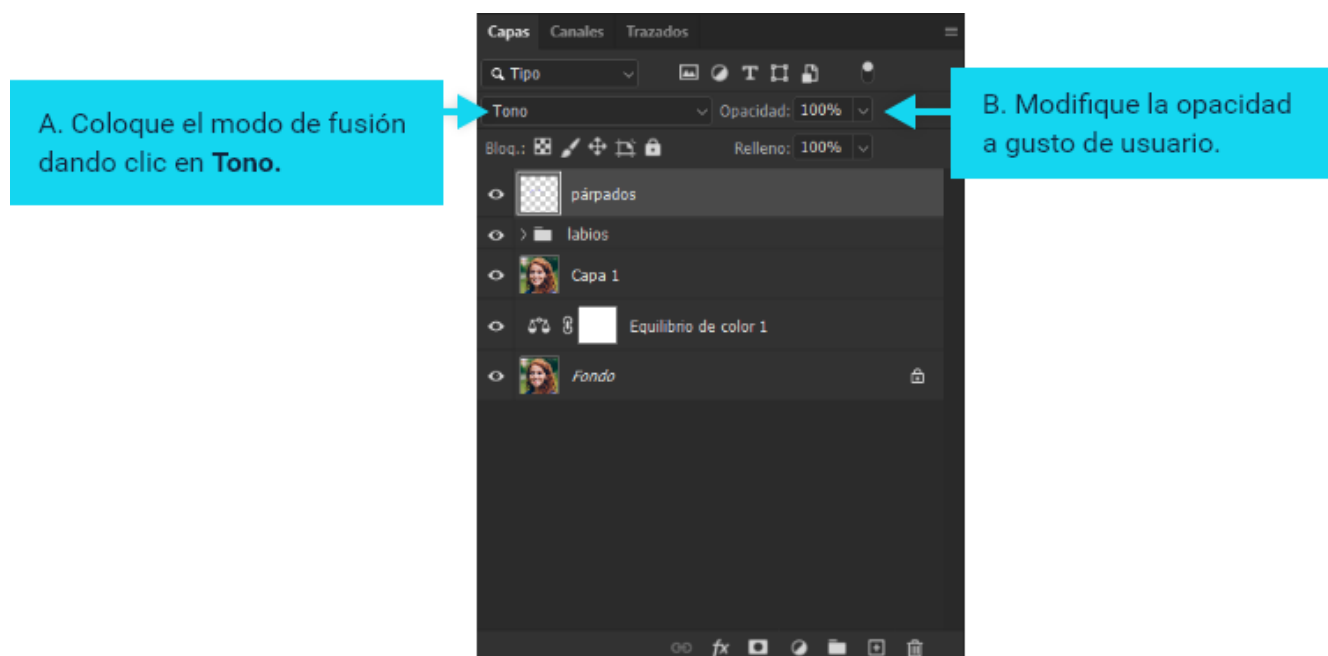 Capas Canales Trazados
Tipo
A. Coloque el modo de fusión
dando clic en Tono.
Tono Opacidad: 100%
B. Modifique la opacidad
a gusto de usuario.
Bloq.: Relleno: 100%
párpados
labios
Capa 1
Equilibrio de color 1
Fondo
fx